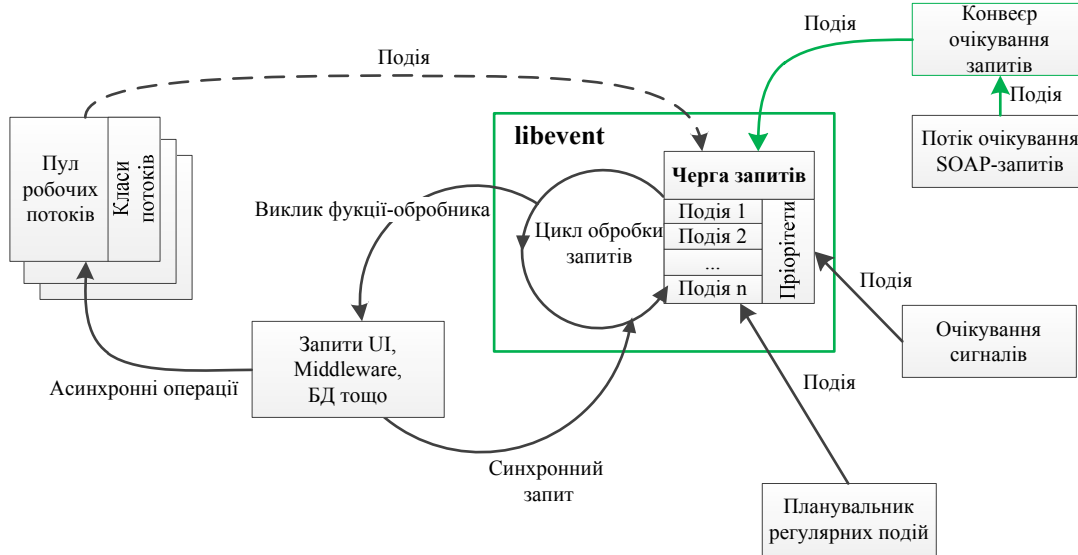 Подія
Конвеєр
очікування
запитів
Подія
Подія
Потік очікування
SOAP-запитів
libevent
Пул
робочих
потоків
Класи
потоків
Черга запитів
Подія 1
Подія 2
...
Подія n
Пріорітети
Виклик фукції-обробника
Цикл обробки
запитів
Подія
Очікування
сигналів
Запити UI,
Middleware,
БД тощо
Асинхронні операції
Подія
Синхронний
запит
Планувальник
регулярних подій